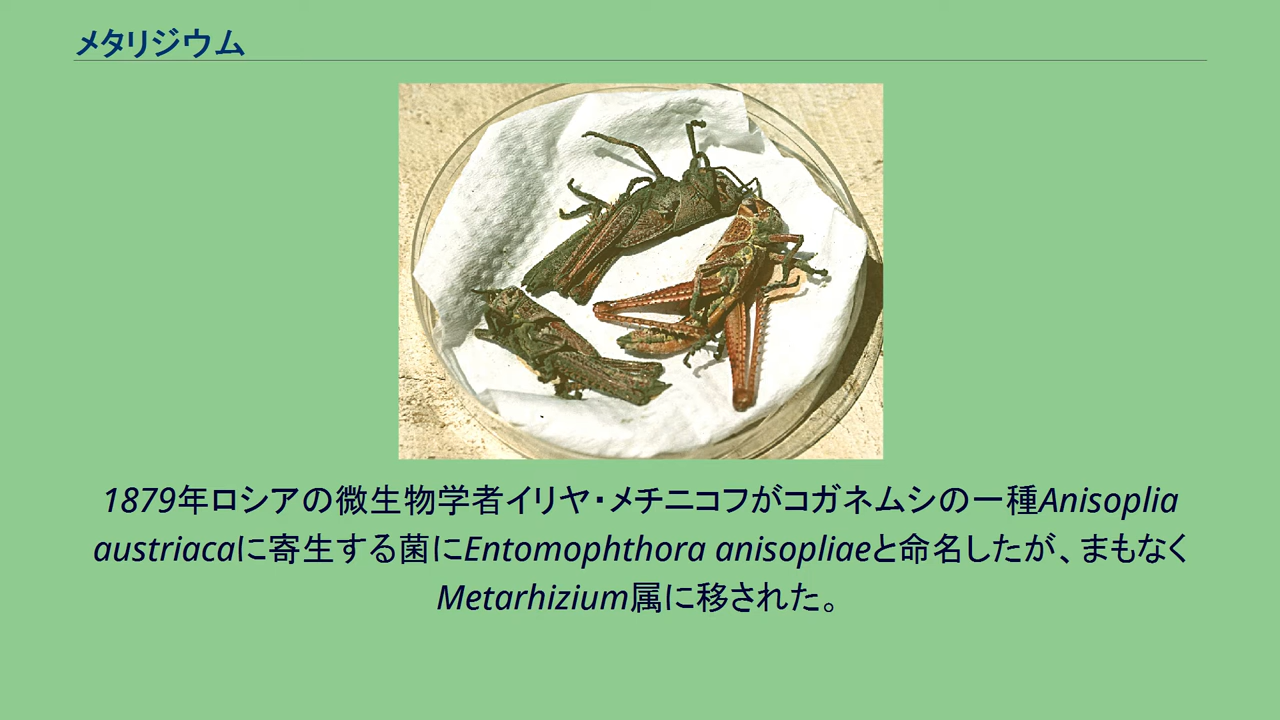 メタリジウム
1879年ロシアの微生物学者イリヤ・メチニコフがコガネムシの一種Anisoplia
austriacaに寄生する菌にEntomophthora anisopliaeと命名したが、まもなく
Metarhizium属に移された。